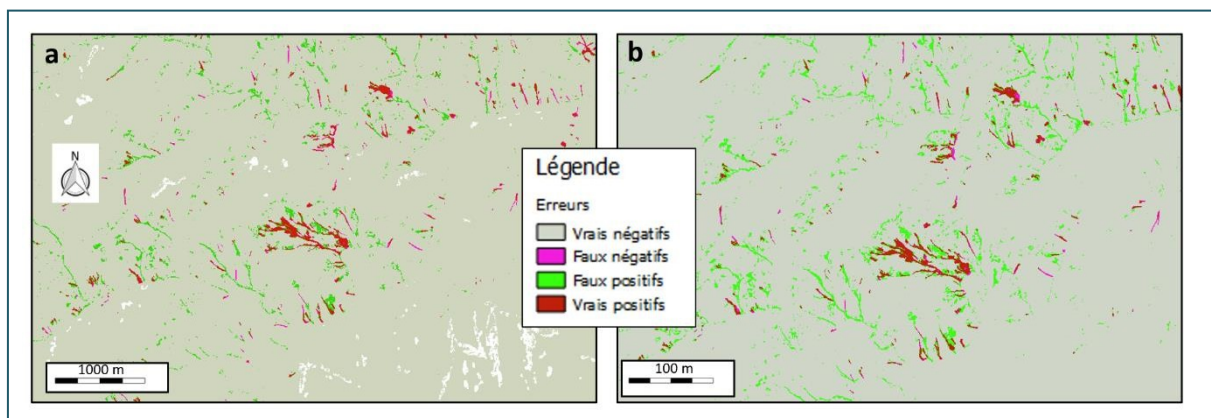 a
b
N
Légende
Erreurs
Vrais négatifs
Faux négatifs
Faux positifs
Vrais positifs
1000 m
100 m